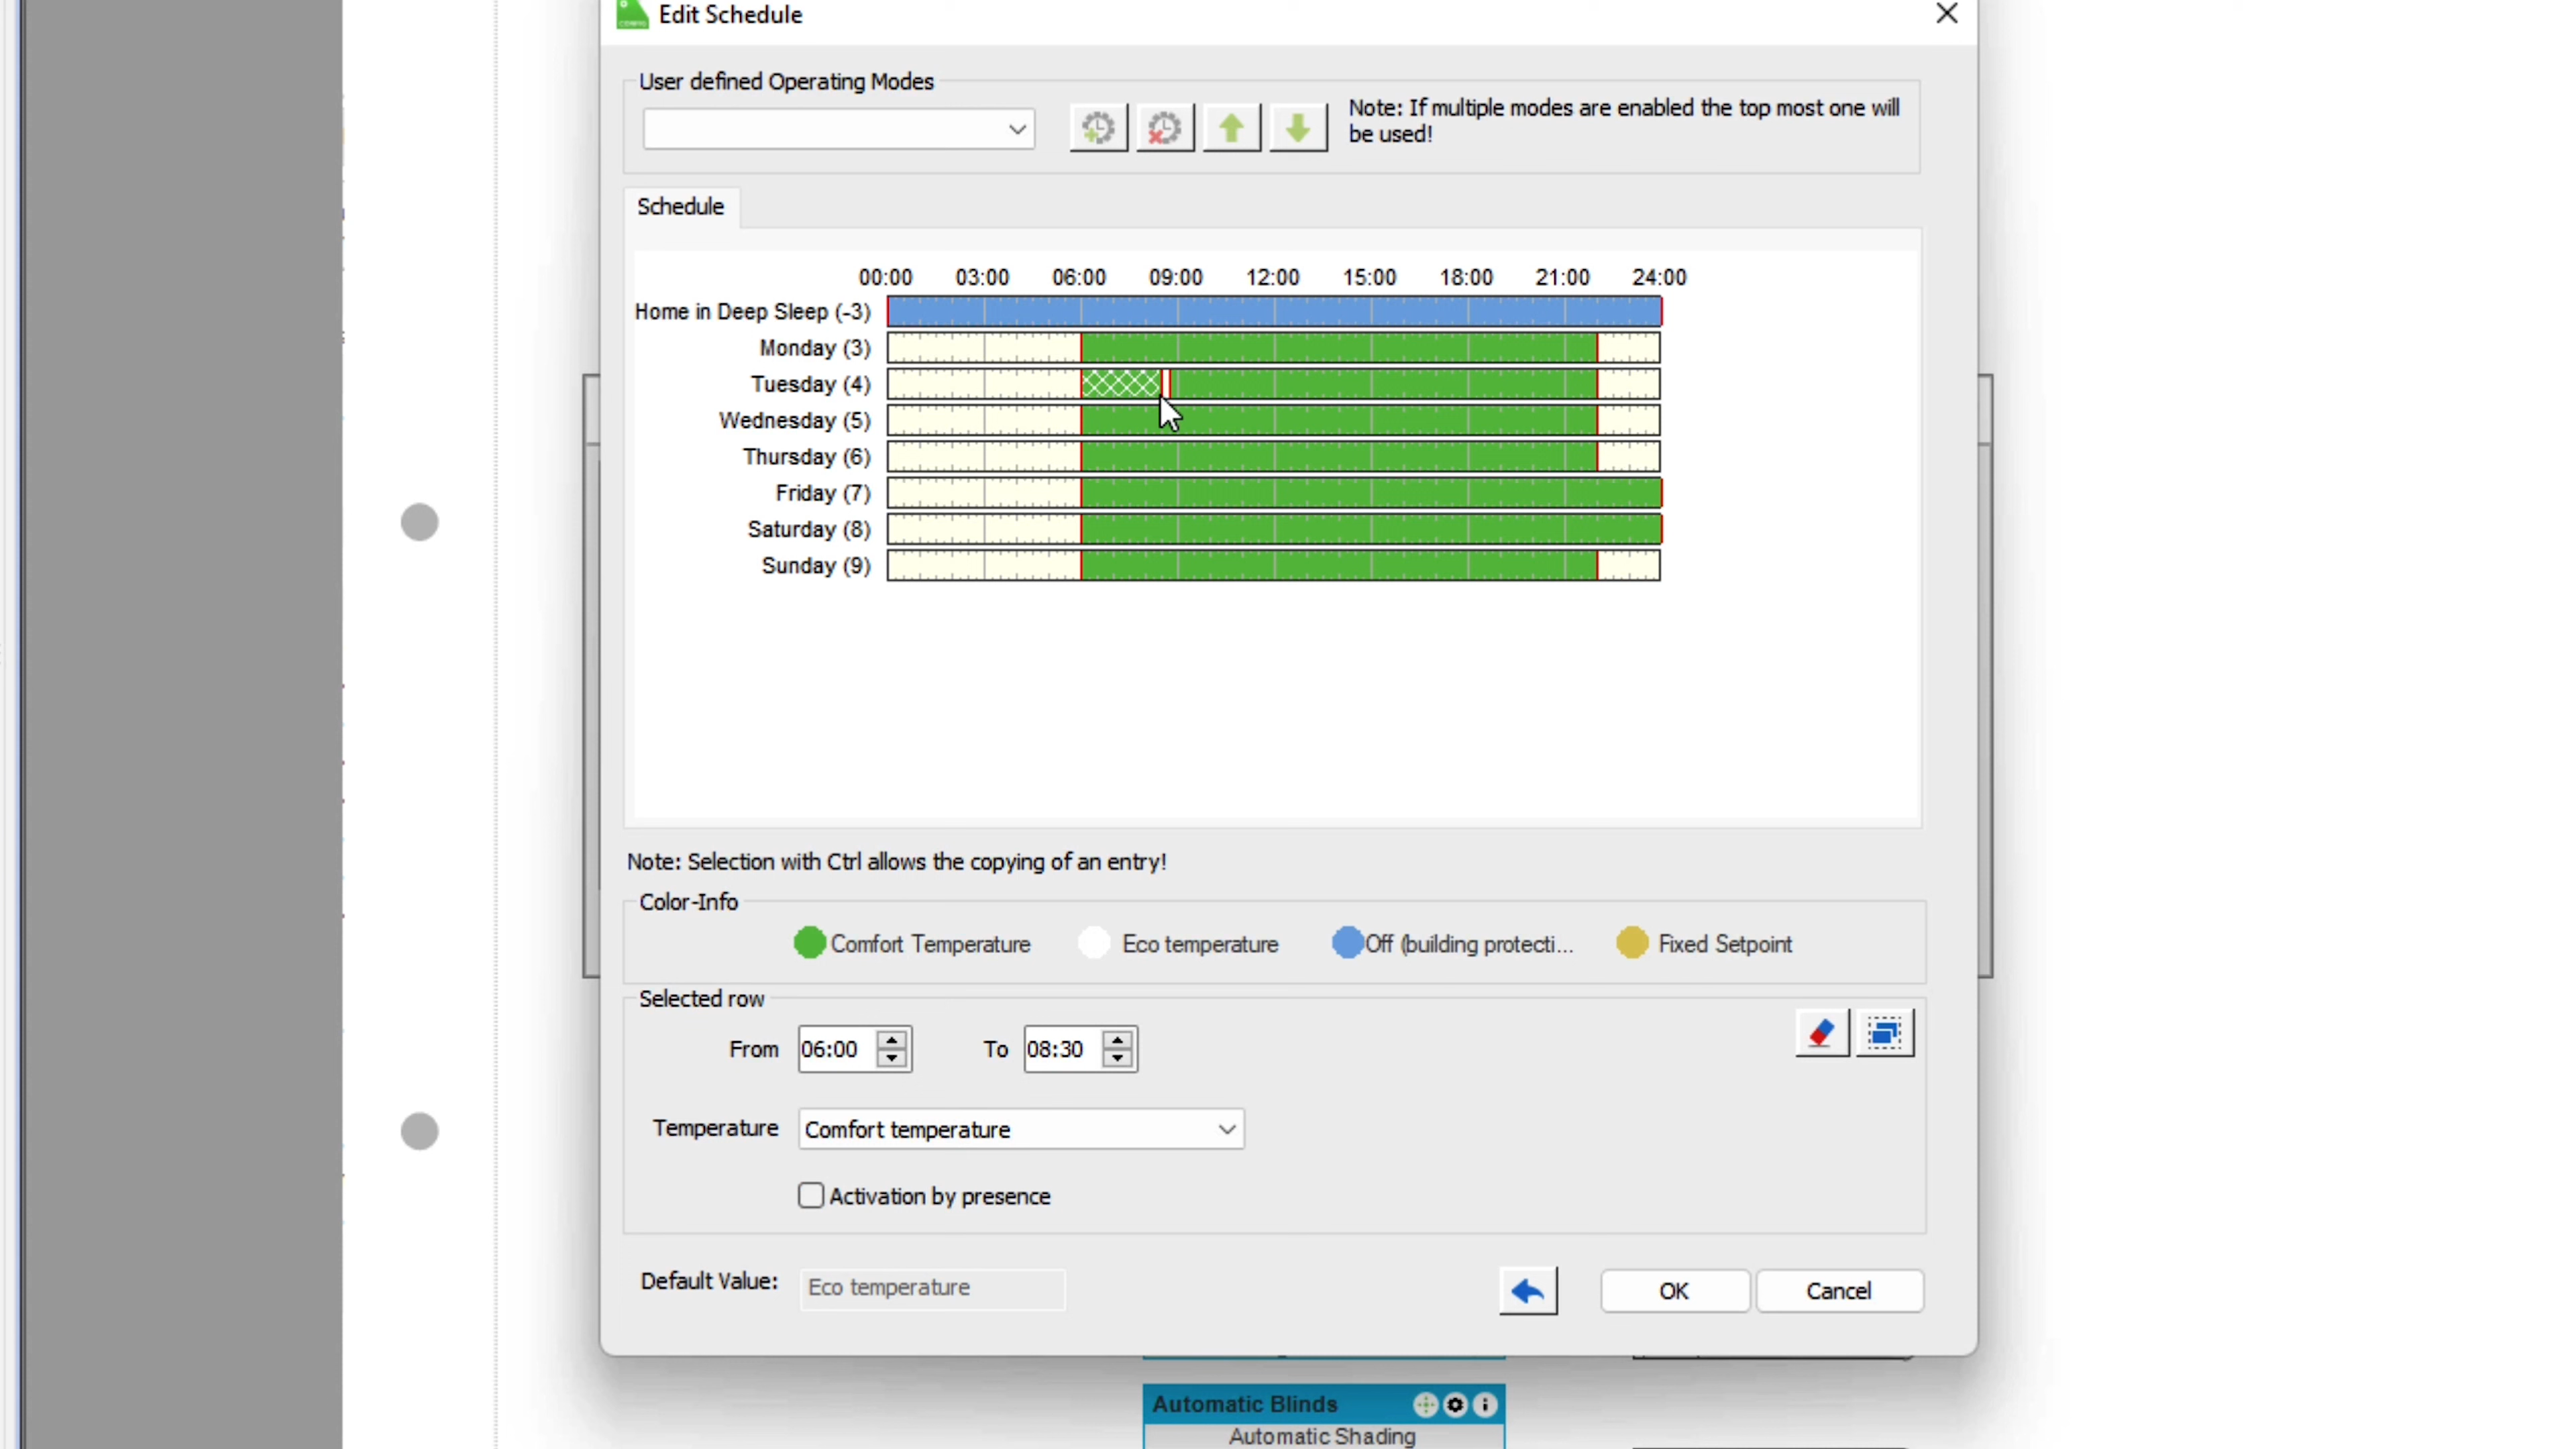 Edit Schedule
User defined Operating Modes
Note: If multiple modes are enabled the top most one will
be used!
Schedule
00:00 03:00 06:00 09:00 12:00 15:00 18:00 21:00 24:00
Home in Deep Sleep (-3)
Monday (3)
Tuesday (4)
Wednesday (5)
Thursday (6)
Friday (7)
Saturday (8)
Sunday (9)
Note: Selection with Ctrl allows the copying of an entry!
Color-Info
Comfort Temperature Eco temperature Off (building protecti... Fixed Setpoint
Selected row
From 06:00 To 08:30
Temperature Comfort temperature
Activation by presence
Default Value: Eco temperature OK Cancel
Automatic Blinds
Automatic Shading